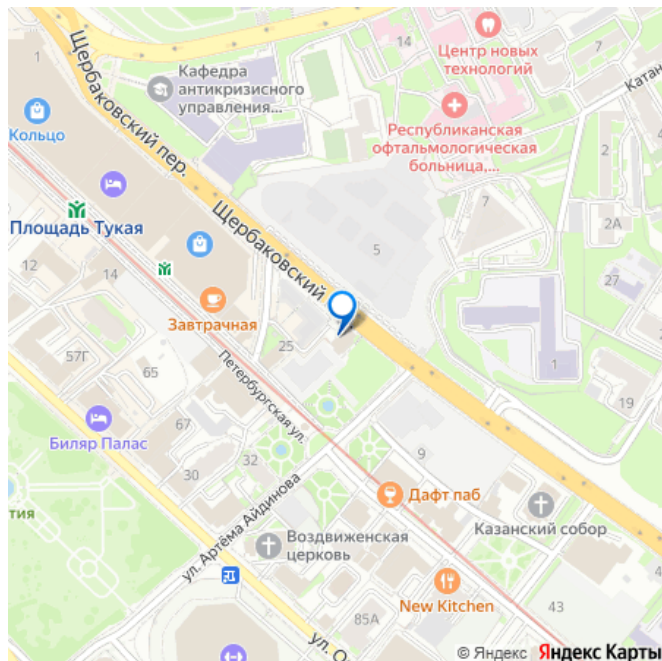 1
14
Центр новых
технологий
7
Катан
Кафедра
антикризисного
управления...
Кольцо
Щербаковский пер.
Республиканская
офтальмологическая
больница,...
2
7
2А
Площадь Тукая
Щербаковский
5
12
14
27
Завтрачная
25
57Г
65
Петербургская ул.
1
19
67
Биляр Палас
9
30
32
Дафт паб
тия
ул. Артёма Айдинова
Казанский собор
Воздвиженская
церковь
New Kitchen
43
85А
ул. О
© Яндекс Яндекс Карты